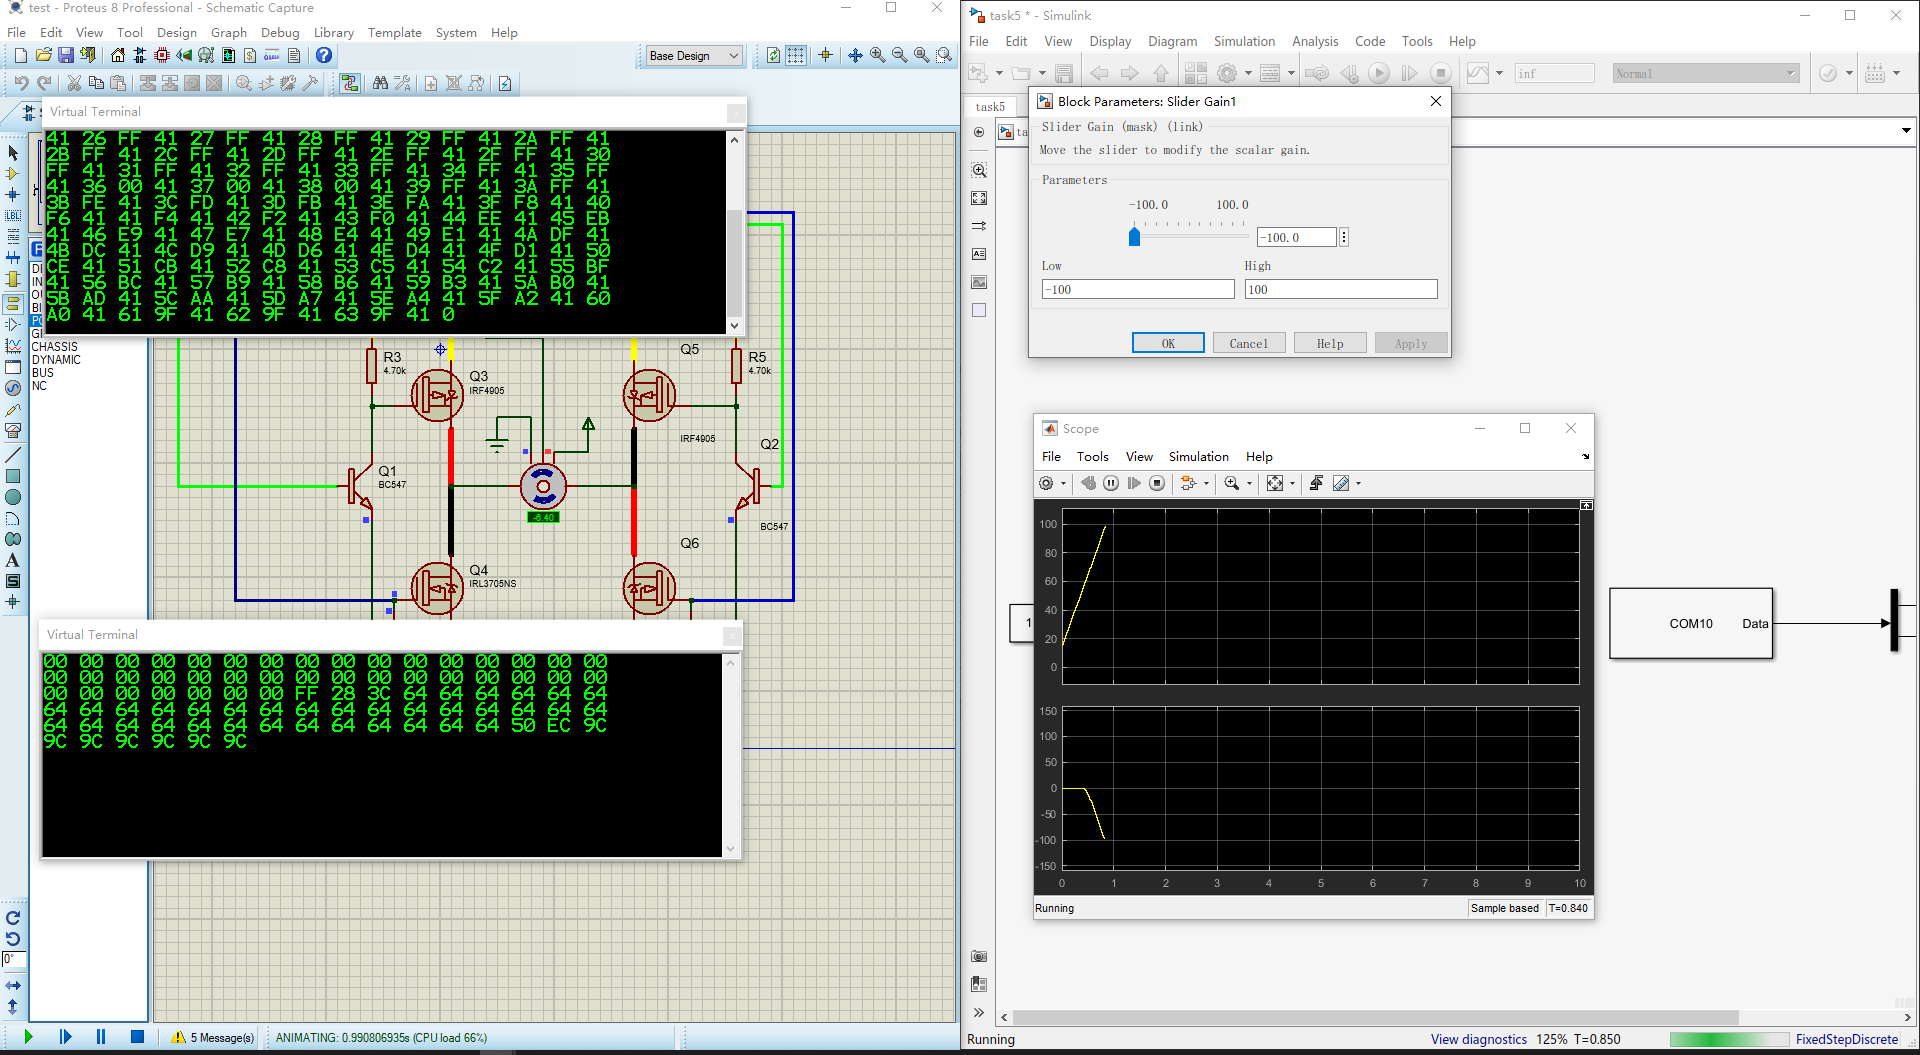 test - Proteus 8 Professional - Schematic Capture
File Edit View Tool Design Graph Debug Library Template System Help
Base Design
Virtual Terminal
41 26 FF 41 27 FF 41 28 FF 41 29 FF 41 2A FF 41
2B FF 41 2C FF 41 2D FF 41 2E FF 41 2F FF 41 30
FF 41 31 FF 41 32 FF 41 33 FF 41 34 FF 41 35 FF
41 36 00 41 37 00 41 38 00 41 39 FF 41 3A FF 41
3B FE 41 3C FD 41 3D FB 41 3E FA 41 3F F8 41 40
F6 41 41 F4 41 42 F2 41 43 F0 41 44 EE 41 45 EB
41 46 E9 41 47 E7 41 48 E4 41 49 E1 41 4A DF 41
4B DC 41 4C D9 41 4D D6 41 4E D4 41 4F D1 41 50
CE 41 51 CB 41 52 C8 41 53 C5 41 54 C2 41 55 BF
41 56 BC 41 57 B9 41 58 B6 41 59 B3 41 5A B0 41
5B AD 41 5C AA 41 5D A7 41 5E A4 41 5F A2 41 60
A0 41 61 9F 41 62 9F 41 63 9F 41 0
LBL
CHASSIS
DYNAMIC
BUS
NC
A
S
0°
R3
4.70k
Q3
IRF4905
Q5
R5
4.70k
IRF4905
Q2
Q1
BC547
BC547
-6.40
Q4
IRL3705NS
Q6
Virtual Terminal
00 00 00 00 00 00 00 00 00 00 00 00 00 00 00 00
00 00 00 00 00 00 00 00 00 00 00 00 00 00 00 00
00 00 00 00 00 00 00 FF 28 3C 64 64 64 64 64 64
64 64 64 64 64 64 64 64 64 64 64 64 64 64 64 64
64 64 64 64 64 64 64 64 64 64 64 64 64 50 EC 9C
9C 9C 9C 9C 9C 9C
5 Message(s)
ANIMATING: 0.990806935s (CPU load 66%)
task5 * - Simulink
File Edit View Display Diagram Simulation Analysis Code Tools Help
inf
Normal
task5
Block Parameters: Slider Gain1
Slider Gain (mask) (link)
Move the slider to modify the scalar gain.
Parameters
-100.0 100.0
-100.0
Low High
-100 100
OK Cancel Help Apply
Scope
File Tools View Simulation Help
100
80
60
40
20
0
150
100
50
0
-50
-100
-150
0 1 2 3 4 5 6 7 8 9 10
Running Sample based T=0.840
1
COM10 Data
Running View diagnostics 125% T=0.850 FixedStepDiscrete